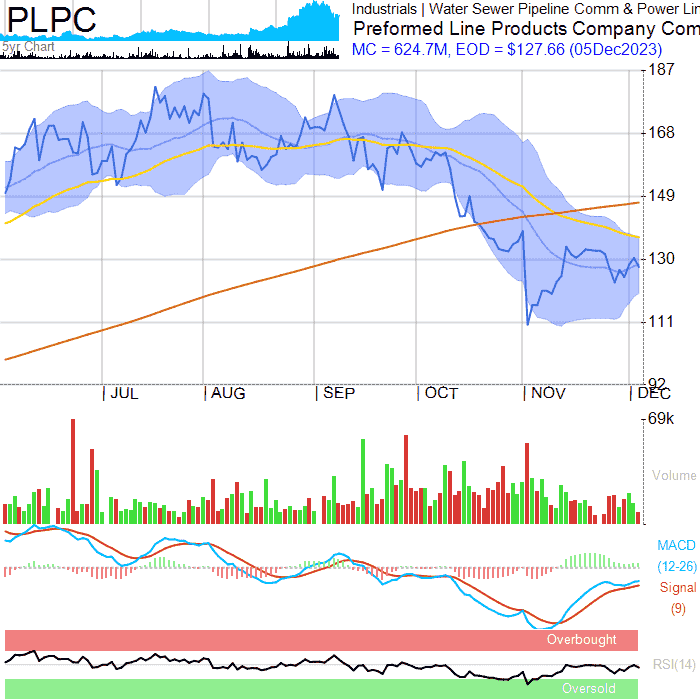 PLPC
5yr Chart
Industrials | Water Sewer Pipeline Comm & Power Lin
Preformed Line Products Company Com
MC = 624.7M, EOD = $127.66 (05Dec2023)
187
168
149
130
111
92
JUL
AUG
SEP
OCT
NOV
DEC
69k
Volume
MACD
(12-26)
Signal
(9)
Overbought
RSI(14)
Oversold